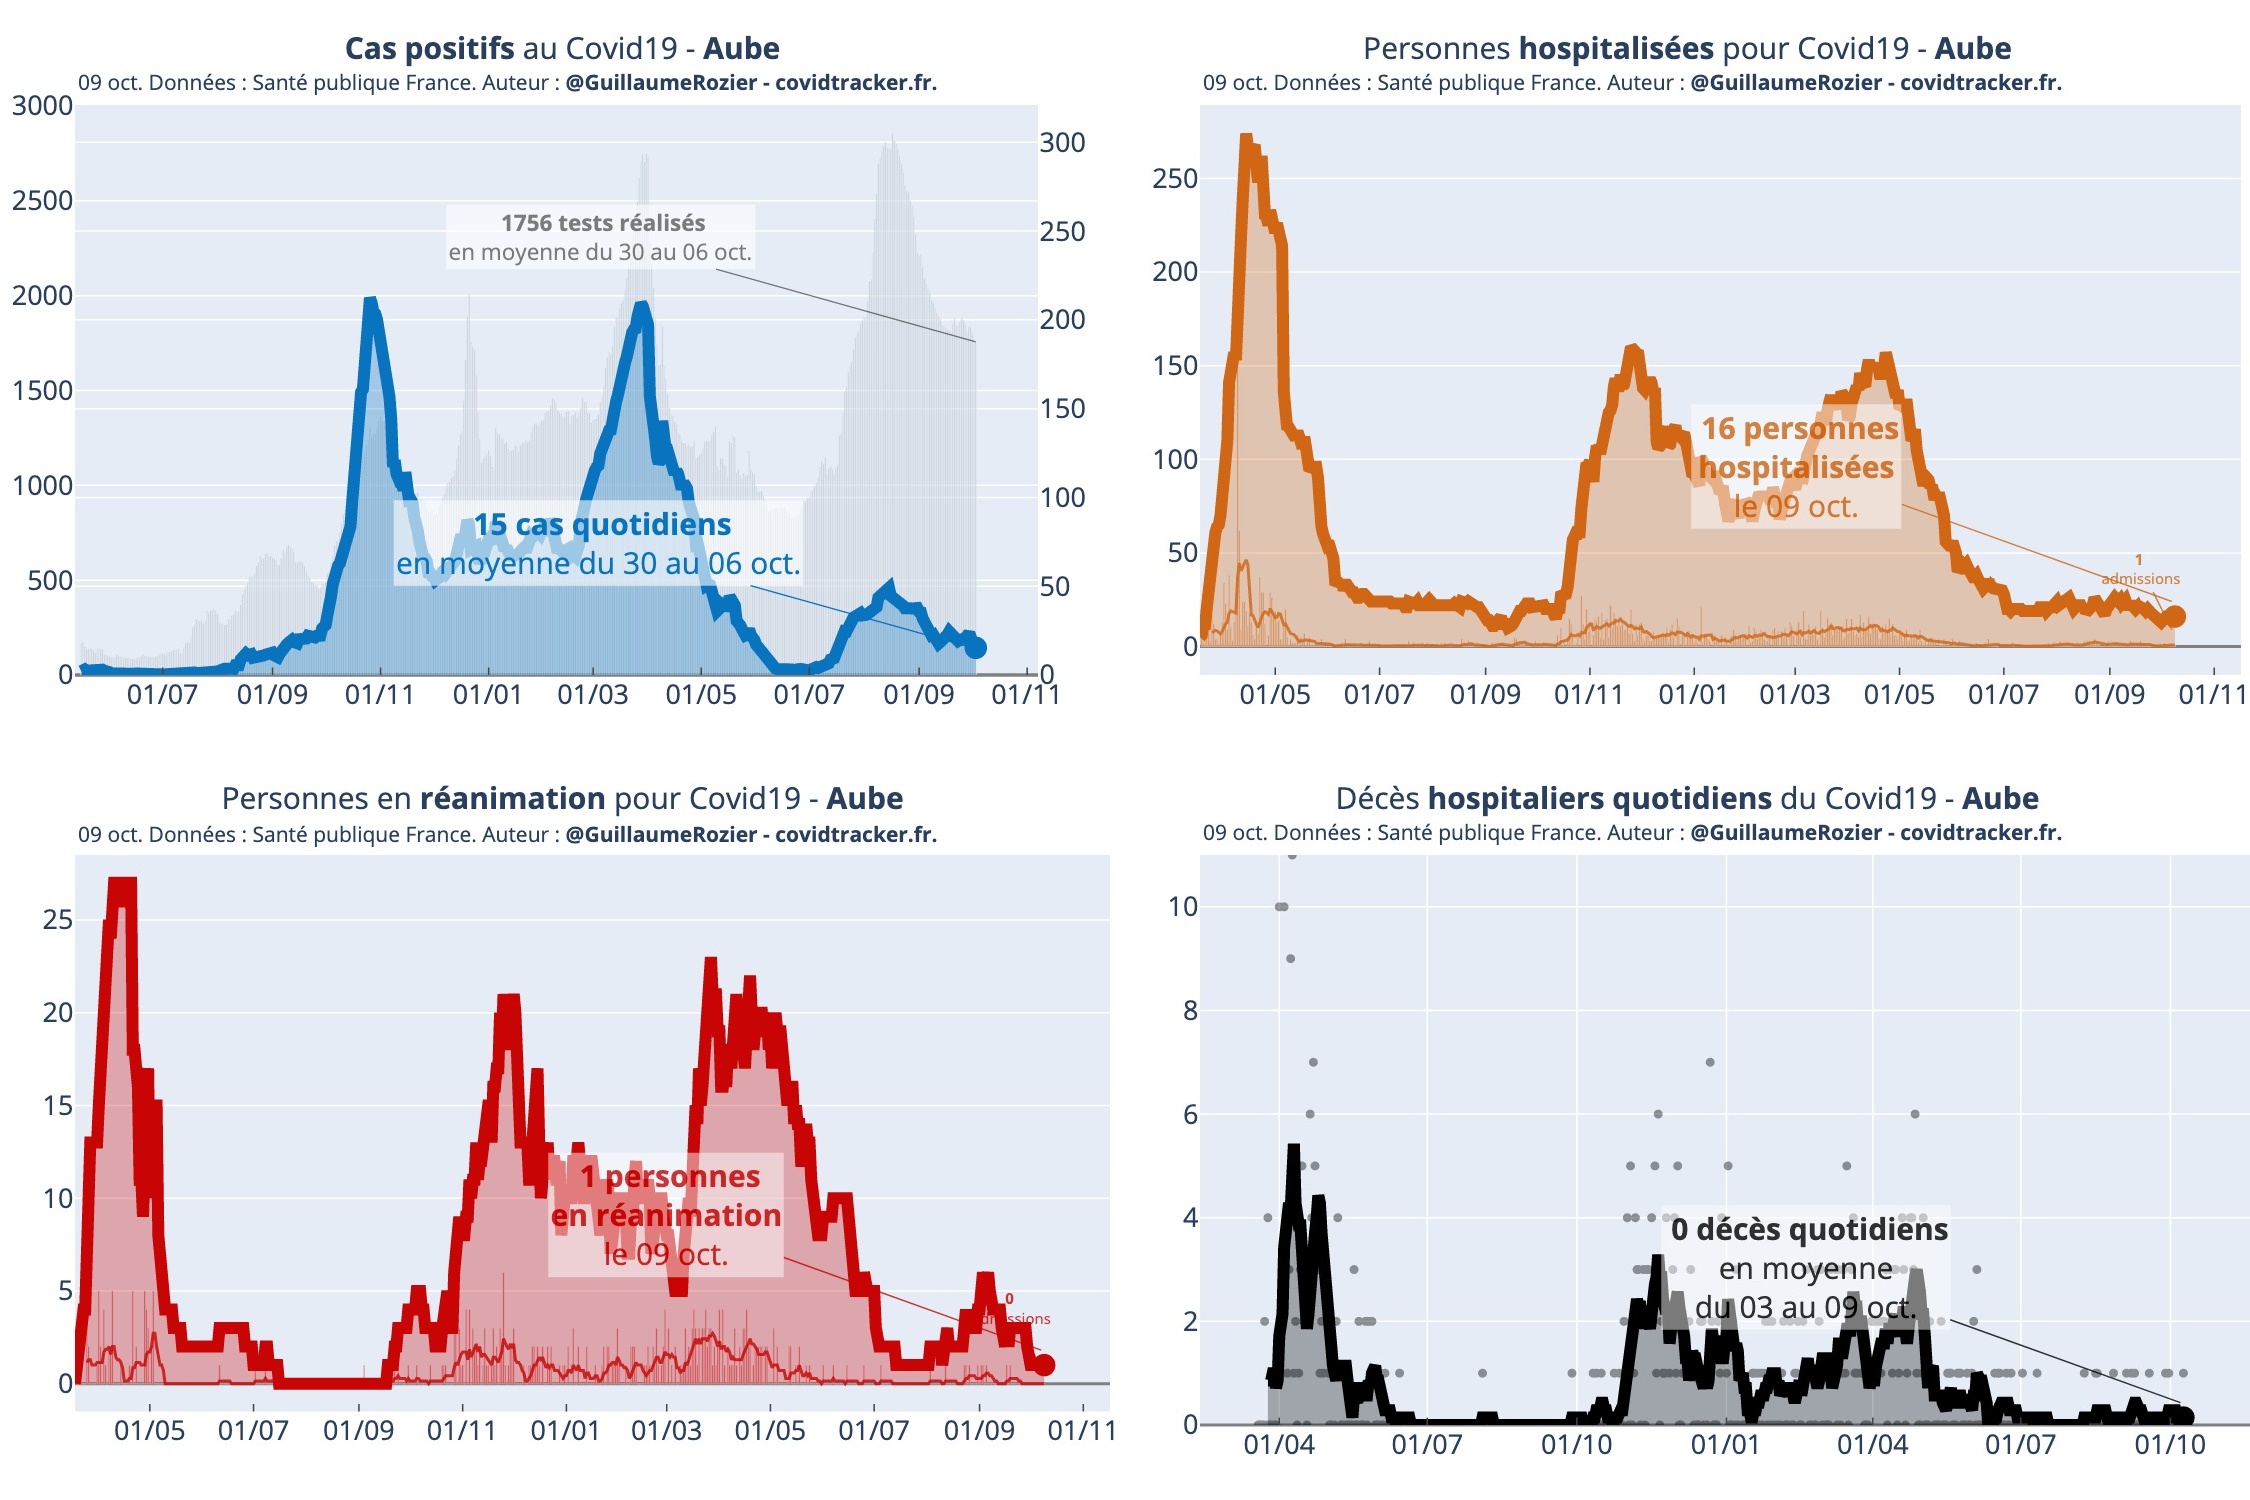 Cas positifs au Covid19 - Aube
09 oct. Données : Santé publique France. Auteur : @GuillaumeRozier - covidtracker.fr.
3000
2500
2000
1500
1000
500
0
300
250
200
150
100
50
0
1756 tests réalisés
en moyenne du 30 au 06 oct.
15 cas quotidiens
en moyenne du 30 au 06 oct.
01/07 01/09 01/11 01/01 01/03 01/05 01/07 01/09 01/11
Personnes hospitalisées pour Covid19 - Aube
09 oct. Données : Santé publique France. Auteur : @GuillaumeRozier - covidtracker.fr.
250
200
150
100
50
0
16 personnes
hospitalisées
le 09 oct.
1
admissions
01/05 01/07 01/09 01/11 01/01 01/03 01/05 01/07 01/09 01/11
Personnes en réanimation pour Covid19 - Aube
09 oct. Données : Santé publique France. Auteur : @GuillaumeRozier - covidtracker.fr.
25
20
15
10
5
0
1 personnes
en réanimation
le 09 oct.
0
admissions
01/05 01/07 01/09 01/11 01/01 01/03 01/05 01/07 01/09 01/11
Décès hospitaliers quotidiens du Covid19 - Aube
09 oct. Données : Santé publique France. Auteur : @GuillaumeRozier - covidtracker.fr.
10
8
6
4
2
0
0 décès quotidiens
en moyenne
du 03 au 09 oct.
01/04 01/07 01/10 01/01 01/04 01/07 01/10